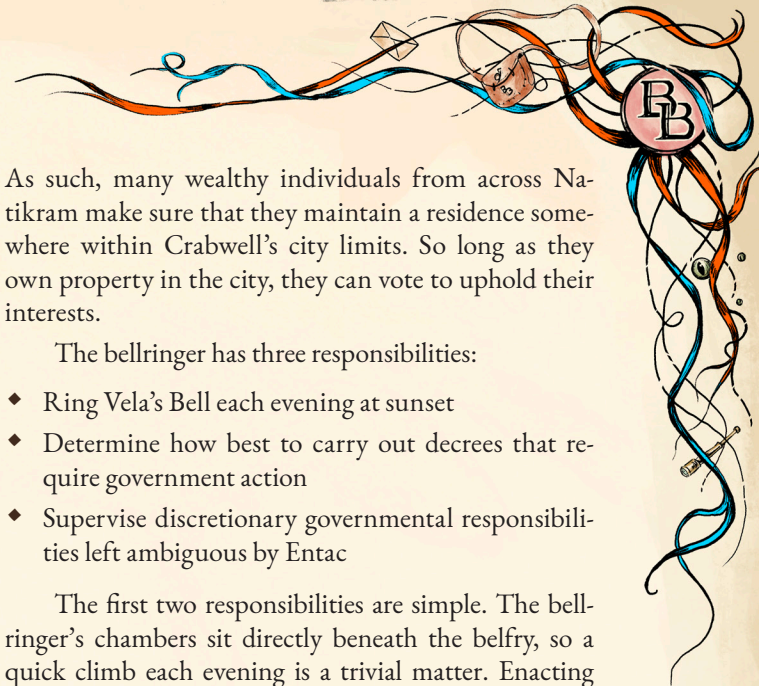 BB
As such, many wealthy individuals from across Na-
tikram make sure that they maintain a residence some-
where within Crabwell’s city limits. So long as they
own property in the city, they can vote to uphold their
interests.
The bellringer has three responsibilities:
◆ Ring Vela’s Bell each evening at sunset
◆ Determine how best to carry out decrees that re-
quire government action
◆ Supervise discretionary governmental responsibili-
ties left ambiguous by Entac
The first two responsibilities are simple. The bell-
ringer’s chambers sit directly beneath the belfry, so a
quick climb each evening is a trivial matter. Enacting